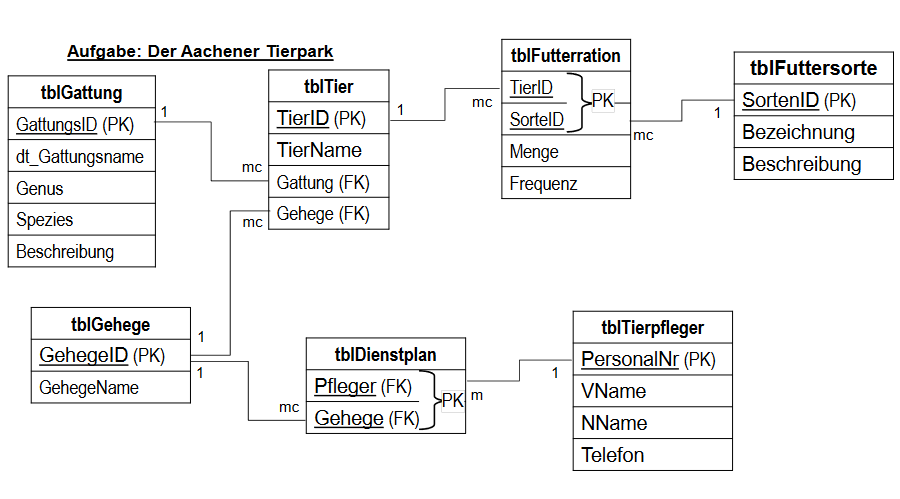 Aufgabe: Der Aachener Tierpark
tblGattung
GattungsID (PK)
dt_Gattungsname
Genus
Spezies
Beschreibung
1
mc
tblTier
TierID (PK)
TierName
Gattung (FK)
Gehege (FK)
mc
1
mc
tblFutterration
TierID
SorteID
PK
Menge
Frequenz
mc
1
tblFuttersorte
SortenID (PK)
Bezeichnung
Beschreibung
tblGehege
GehegeID (PK)
GehegeName
1
1
mc
tblDienstplan
Pfleger (FK)
Gehege (FK)
PK
m
1
tblTierpfleger
PersonalNr (PK)
VName
NName
Telefon